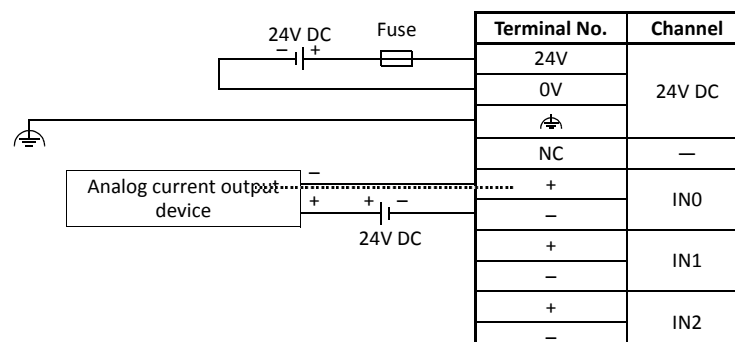 24V DC
– +
Fuse
Terminal No. Channel
24V
0V
24V DC
NC —
Analog current output
device
–
+ + –
24V DC
+
–
IN0
+
–
IN1
+
–
IN2